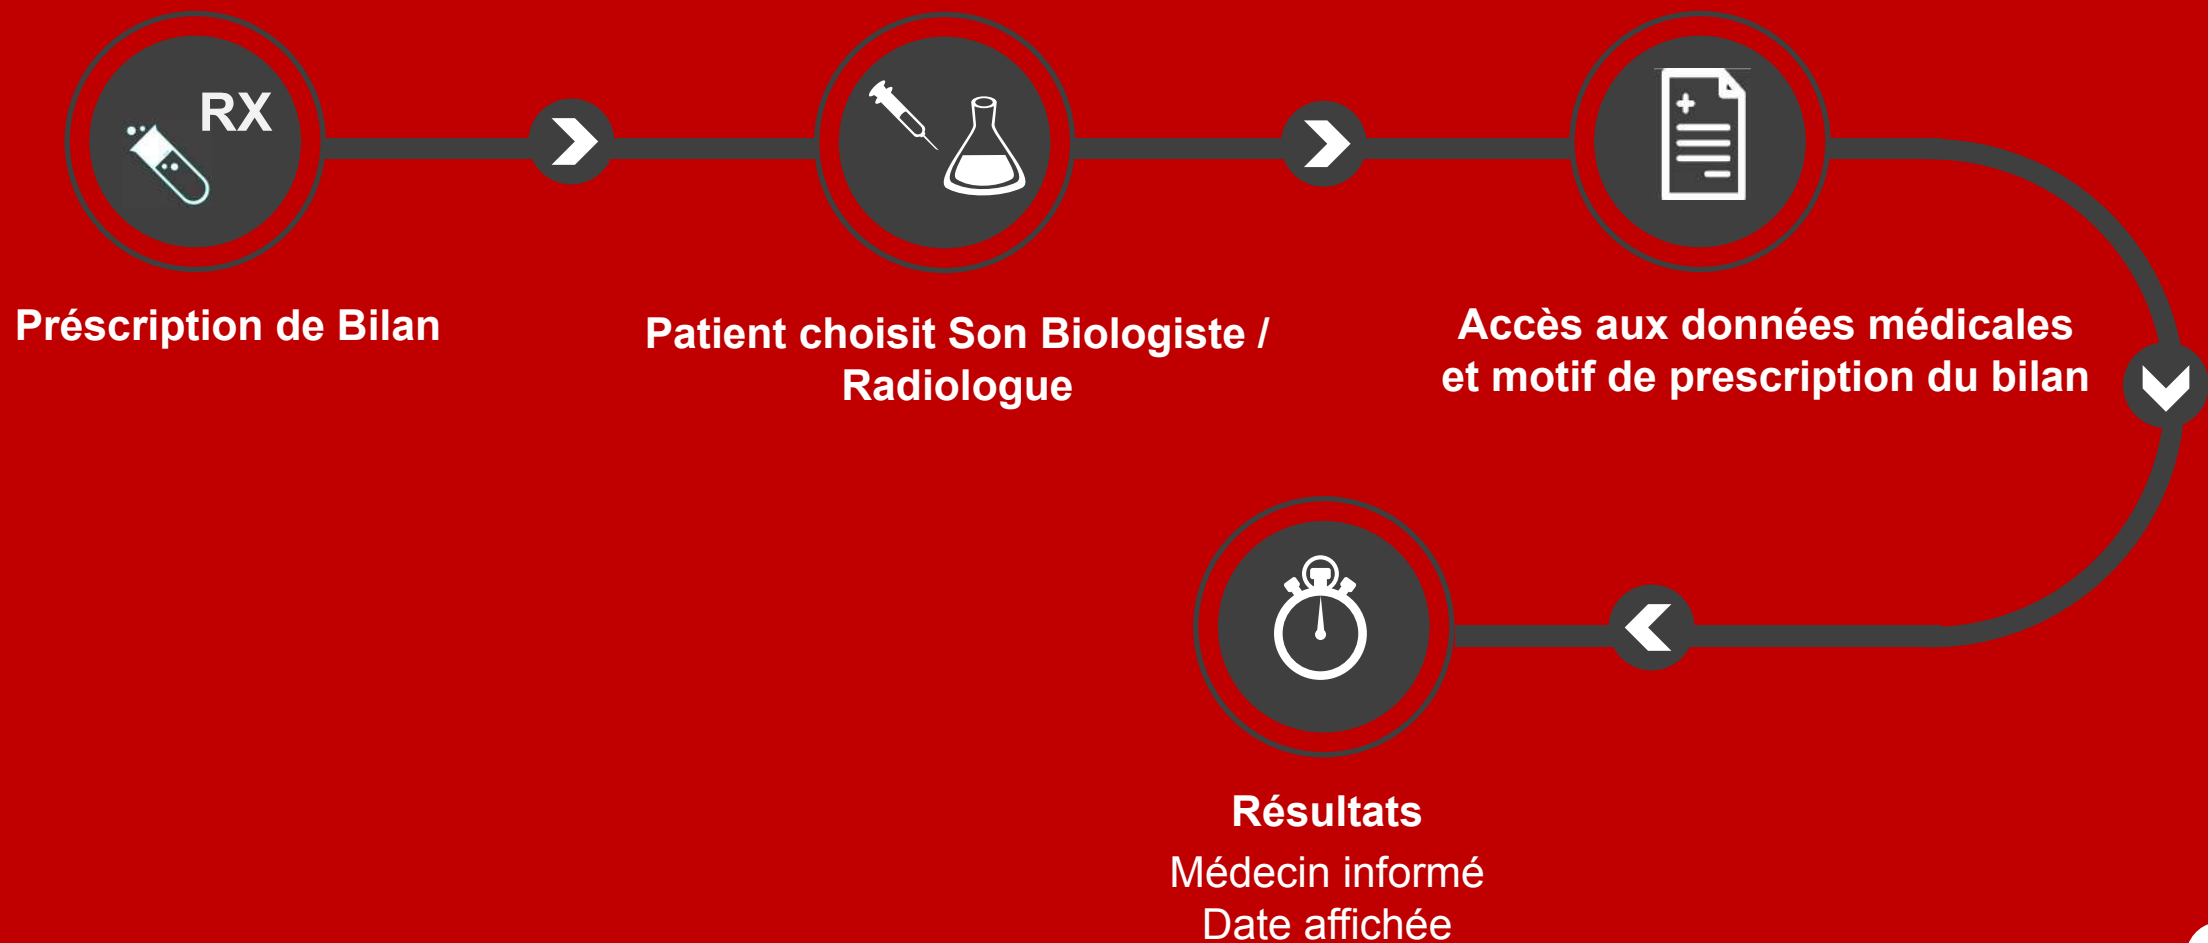 RX
Préscription de Bilan
Patient choisit Son Biologiste /
Radiologue
Accès aux données médicales
et motif de prescription du bilan
Résultats
Médecin informé
Date affichée